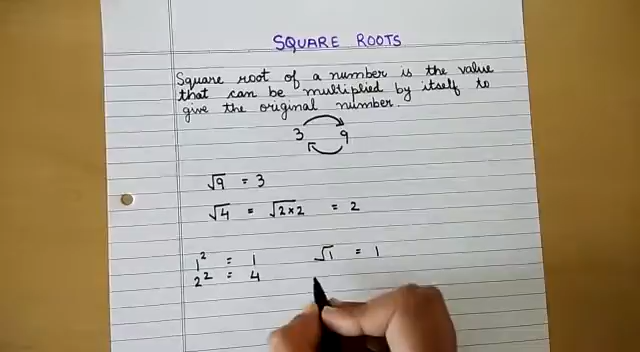 SQUARE ROOTS
Square root of a number is the value
that can be multiplied by itself to
give the original number.
3 9
√9 = 3
√4 = √2×2 = 2
1² = 1 √1 = 1
2² = 4